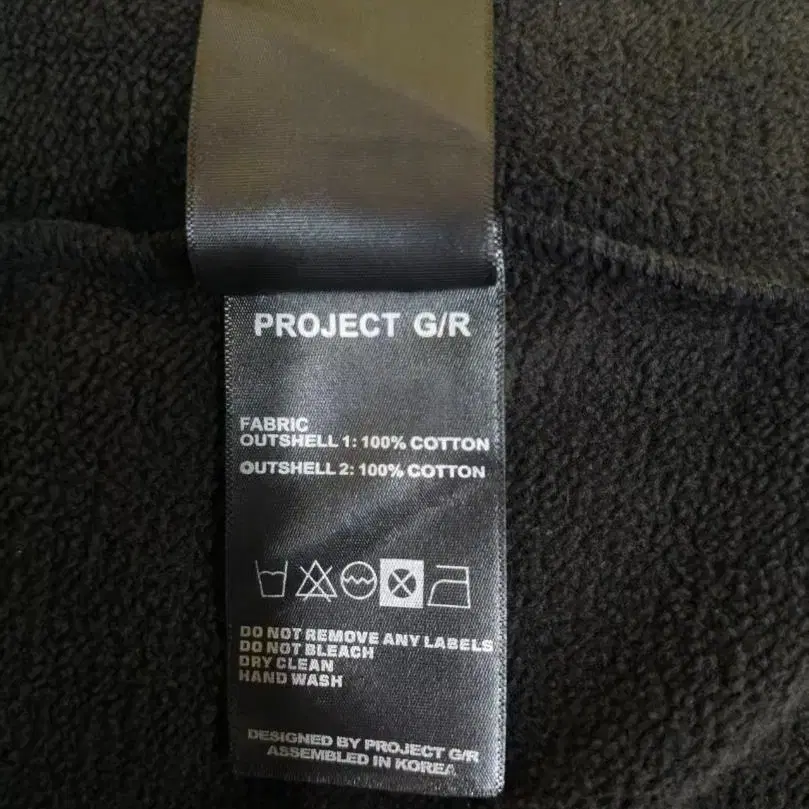 PROJECT G/R
FABRIC
OUTSHELL 1: 100% COTTON
OUTSHELL 2: 100% COTTON
DO NOT REMOVE ANY LABELS
DO NOT BLEACH
DRY CLEAN
HAND WASH
DESIGNED BY PROJECT G/R
ASSEMBLED IN KOREA